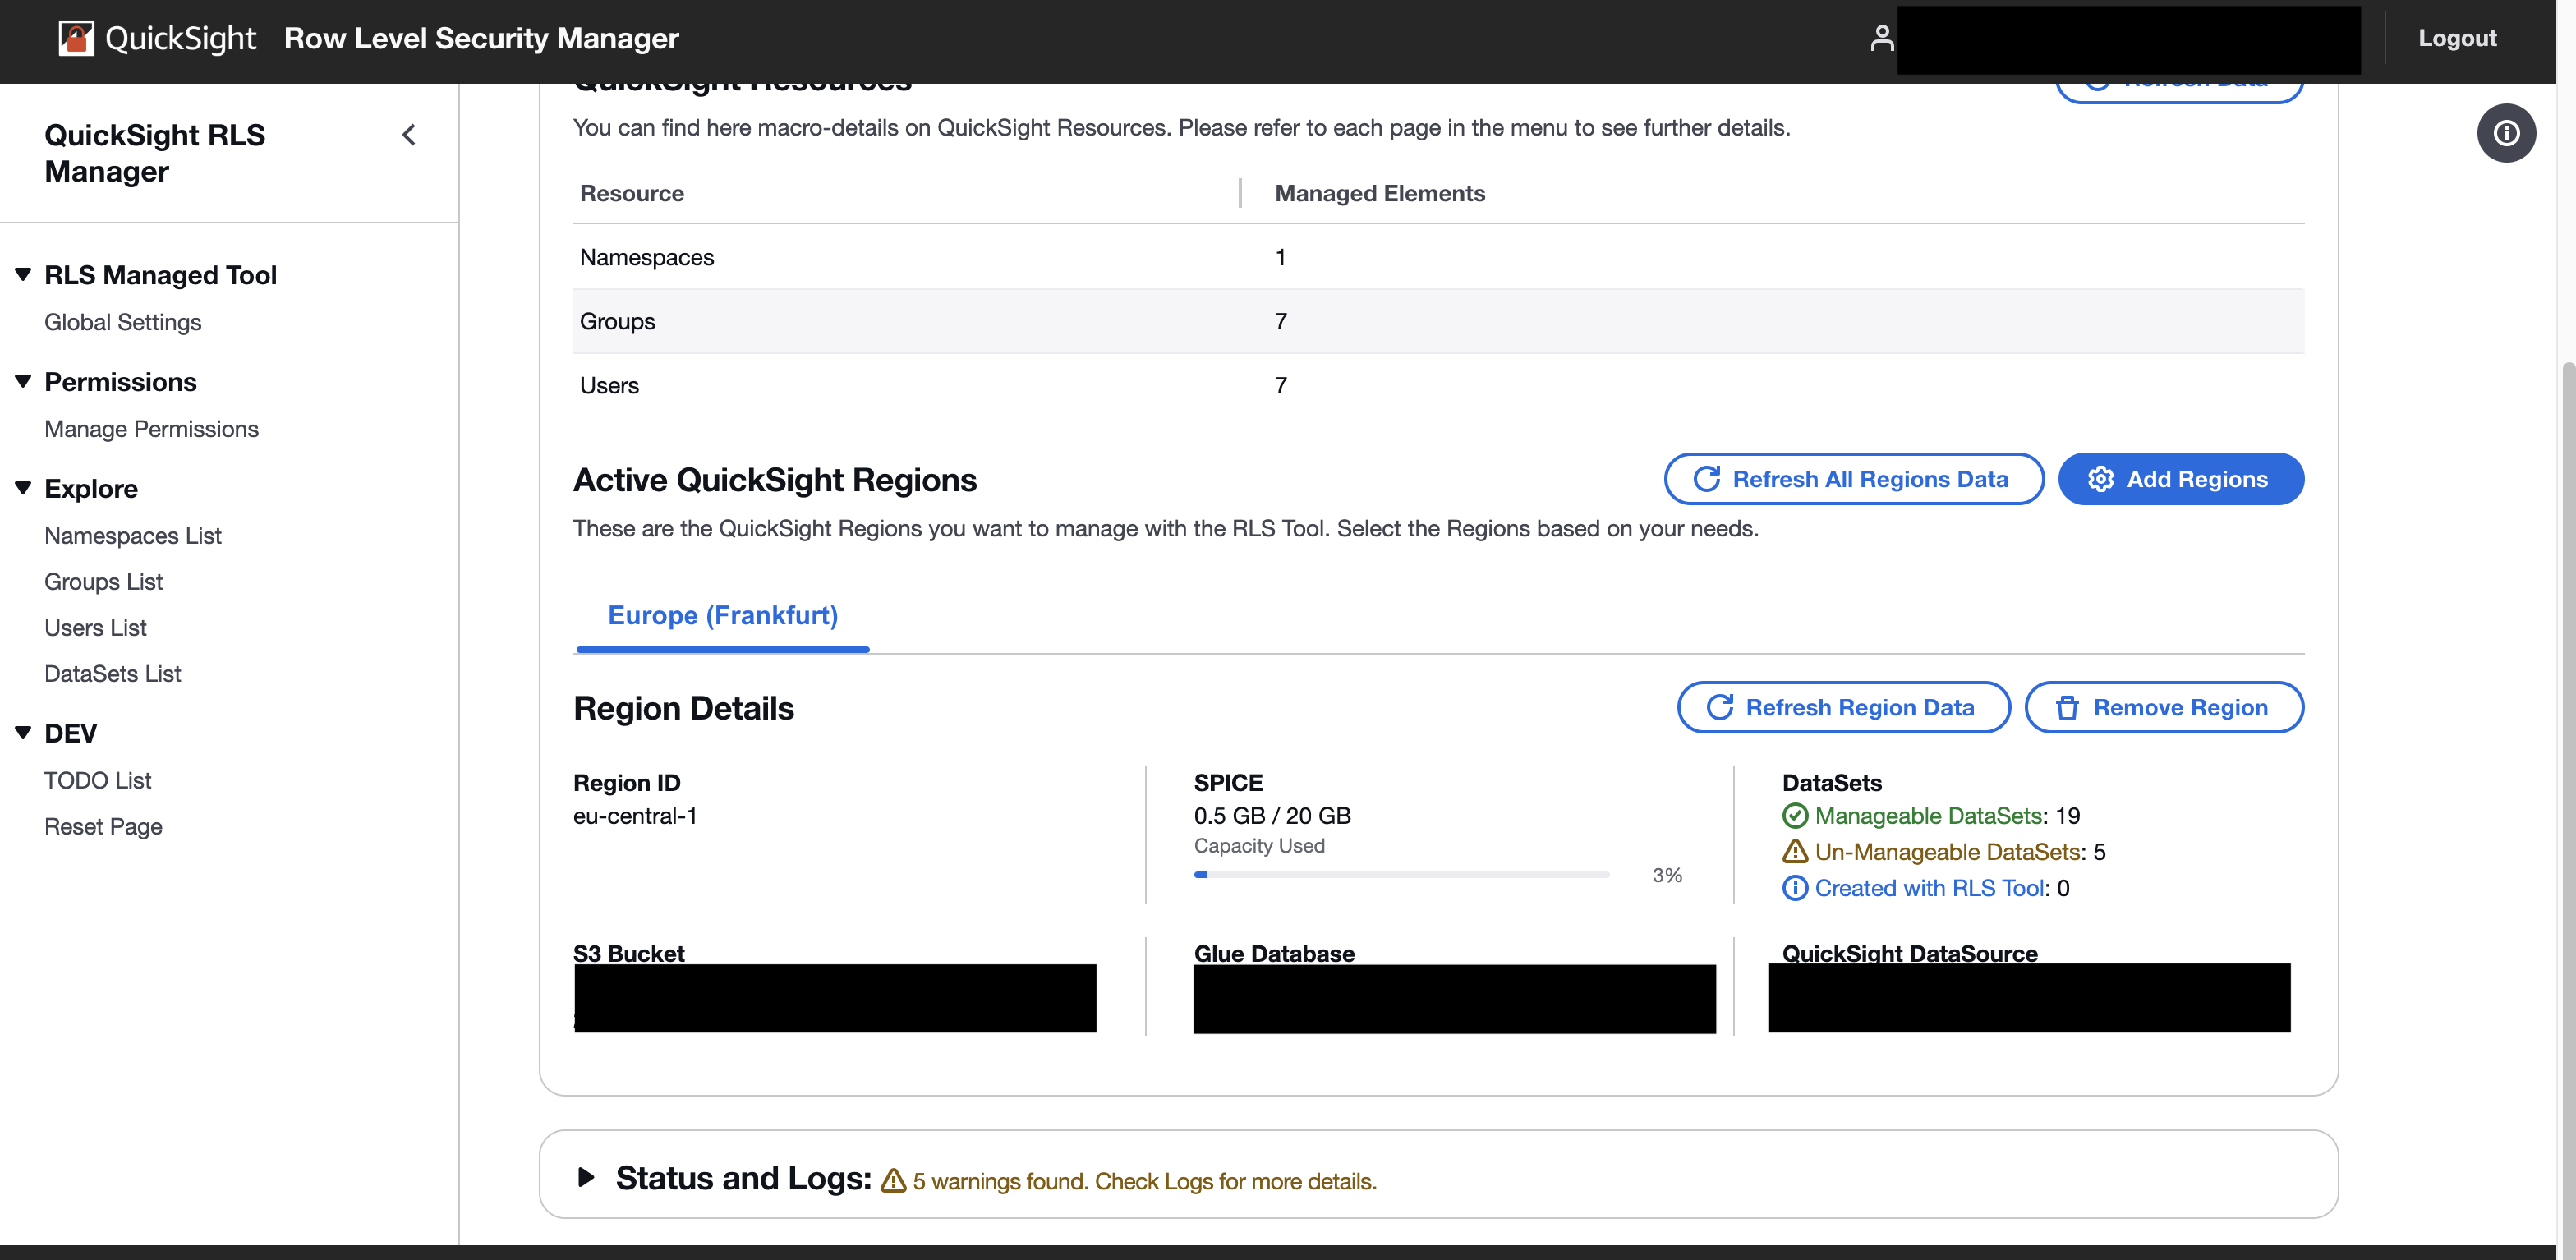 QuickSight Row Level Security Manager
Logout
QuickSight RLS
Manager
RLS Managed Tool
Global Settings
Permissions
Manage Permissions
Explore
Namespaces List
Groups List
Users List
DataSets List
DEV
TODO List
Reset Page
QuickSight Resources
Refresh Data
You can find here macro-details on QuickSight Resources. Please refer to each page in the menu to see further details.
Resource Managed Elements
Namespaces 1
Groups 7
Users 7
Active QuickSight Regions
Refresh All Regions Data
Add Regions
These are the QuickSight Regions you want to manage with the RLS Tool. Select the Regions based on your needs.
Europe (Frankfurt)
Region Details
Refresh Region Data
Remove Region
Region ID
eu-central-1
SPICE
0.5 GB / 20 GB
Capacity Used
3%
DataSets
Manageable DataSets: 19
Un-Manageable DataSets: 5
Created with RLS Tool: 0
S3 Bucket
Glue Database
QuickSight DataSource
Status and Logs: 5 warnings found. Check Logs for more details.